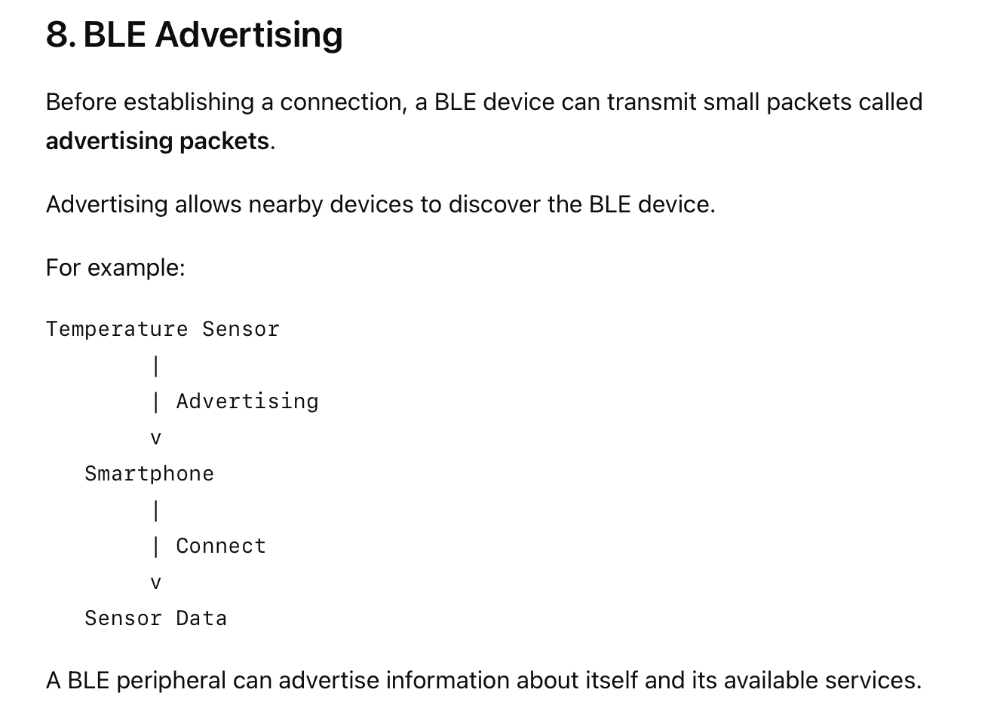 8. BLE Advertising
Before establishing a connection, a BLE device can transmit small packets called
advertising packets.
Advertising allows nearby devices to discover the BLE device.
For example:
Temperature Sensor
|
| Advertising
v
Smartphone
|
| Connect
v
Sensor Data
A BLE peripheral can advertise information about itself and its available services.